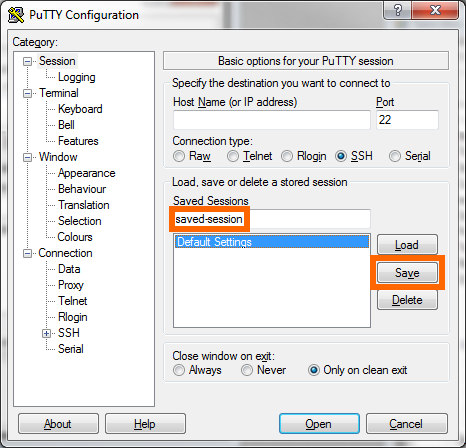 PuTTY Configuration
?
Category:
Session
Logging
Terminal
Keyboard
Bell
Features
Window
Appearance
Behaviour
Translation
Selection
Colours
Connection
Data
Proxy
Telnet
Rlogin
SSH
Serial
Basic options for your PuTTY session
Specify the destination you want to connect to
Host Name (or IP address) Port
22
Connection type:
Raw Telnet Rlogin SSH Serial
Load, save or delete a stored session
Saved Sessions
saved-session
Default Settings
Load
Save
Delete
Close window on exit:
Always Never Only on clean exit
About Help Open Cancel